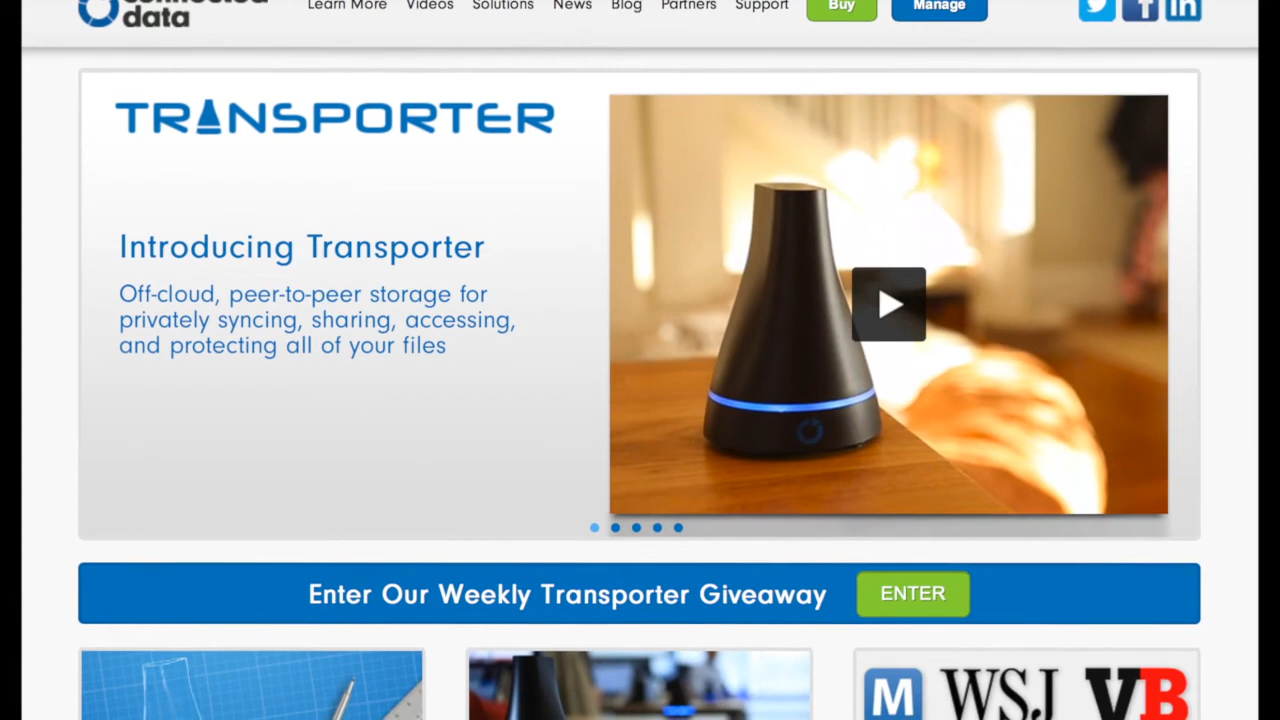 connected
data
Learn More Videos Solutions News Blog Partners Support Buy Manage
TRANSPORTER
Introducing Transporter
Off-cloud, peer-to-peer storage for
privately syncing, sharing, accessing,
and protecting all of your files
Enter Our Weekly Transporter Giveaway ENTER
M WSJ VB